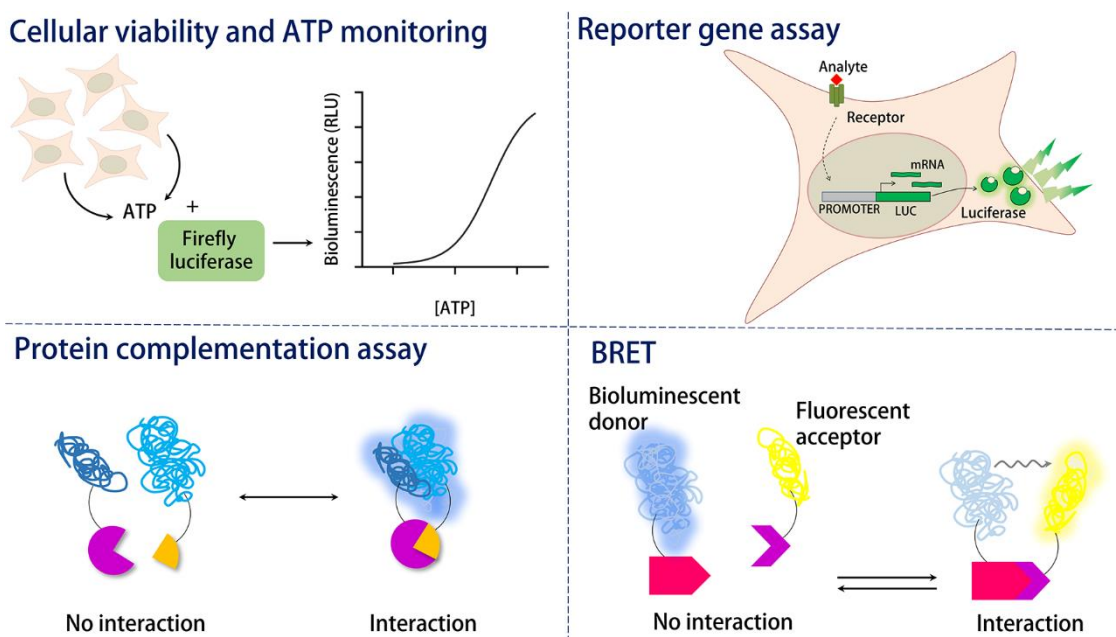 Cellular viability and ATP monitoring
ATP
+
Firefly
luciferase
Bioluminescence (RLU)
[ATP]
Reporter gene assay
Analyte
Receptor
mRNA
PROMOTER
LUC
Luciferase
Protein complementation assay
No interaction
Interaction
BRET
Bioluminescent
donor
Fluorescent
acceptor
No interaction
Interaction